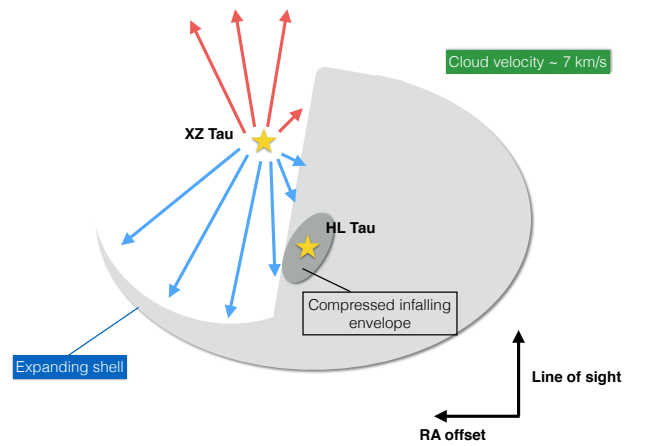 Cloud velocity ~ 7 km/s
XZ Tau
HL Tau
Compressed infalling
envelope
Expanding shell
Line of sight
RA offset